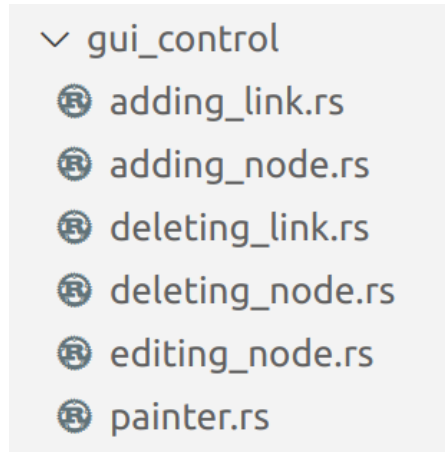 gui_control
adding_link.rs
adding_node.rs
deleting_link.rs
deleting_node.rs
editing_node.rs
painter.rs